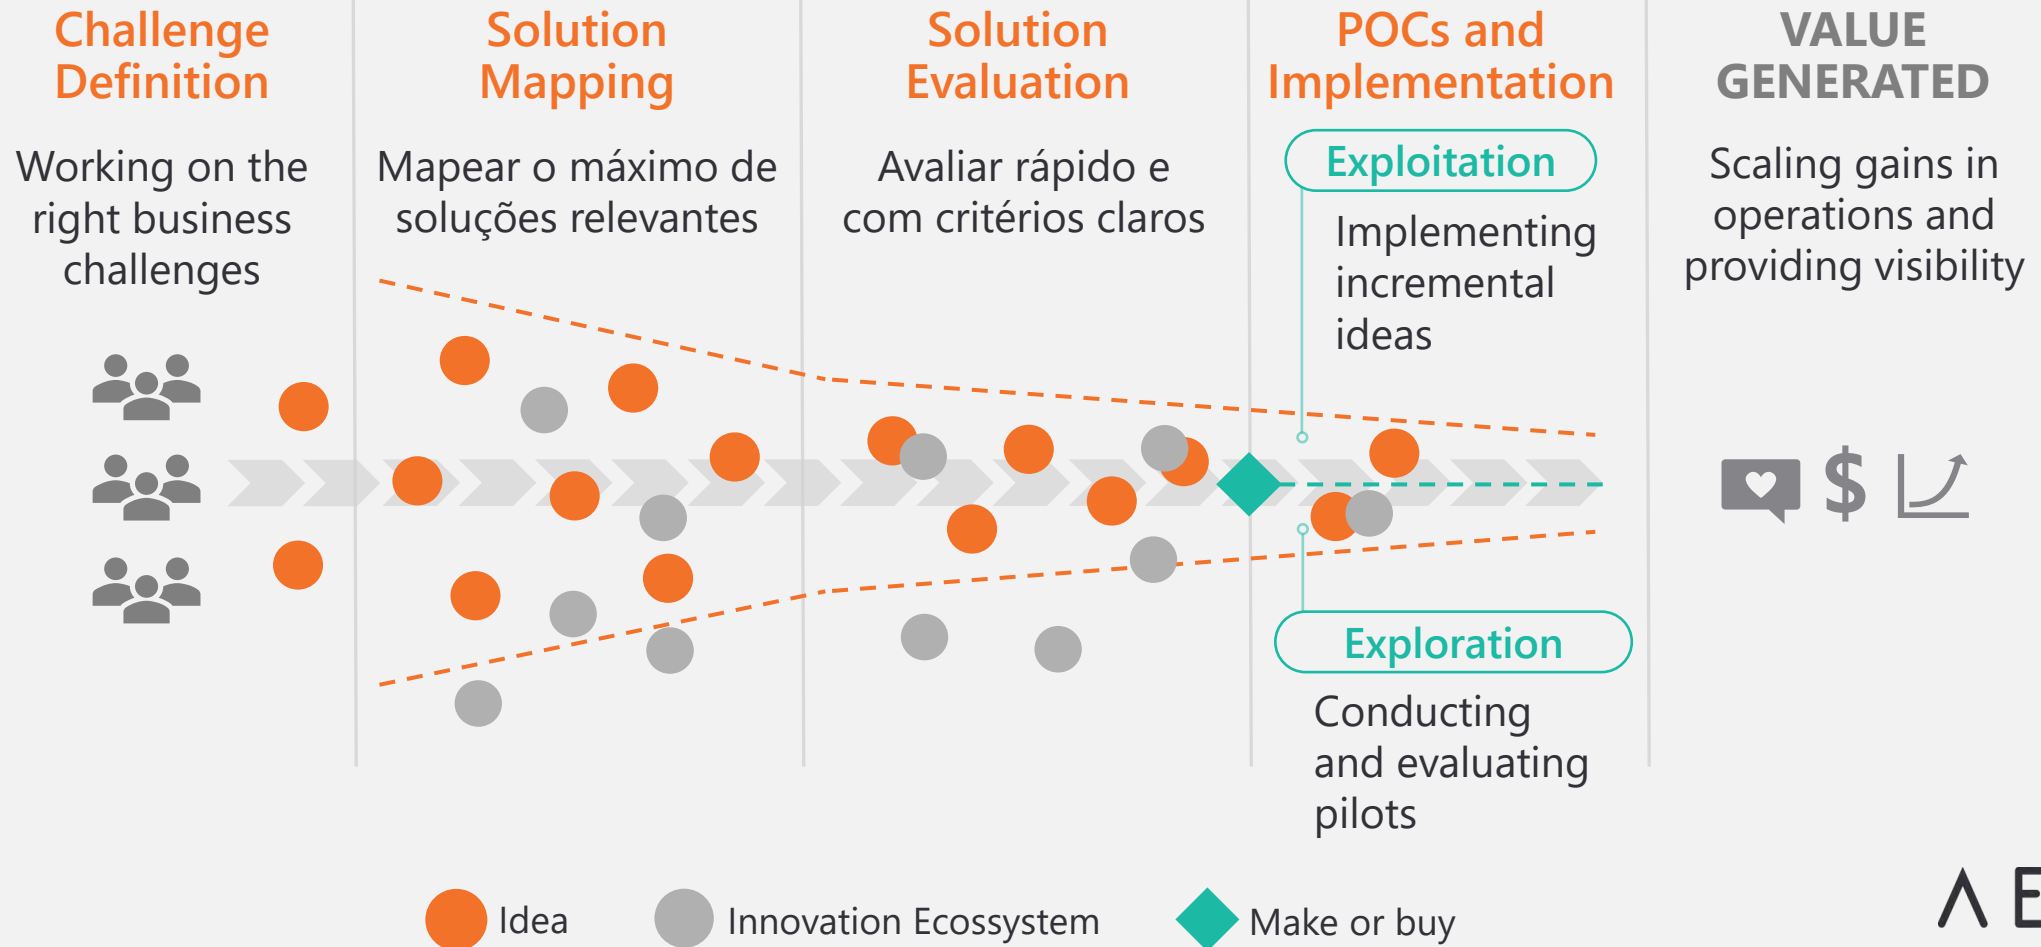 Challenge
Definition
Working on the
right business
challenges
Solution
Mapping
Mapear o máximo de
soluções relevantes
Solution
Evaluation
Avaliar rápido e
com critérios claros
POCs and
Implementation
Exploitation
Implementing
incremental
ideas
Exploration
Conducting
and evaluating
pilots
VALUE
GENERATED
Scaling gains in
operations and
providing visibility
$
Idea
Innovation Ecossystem
Make or buy